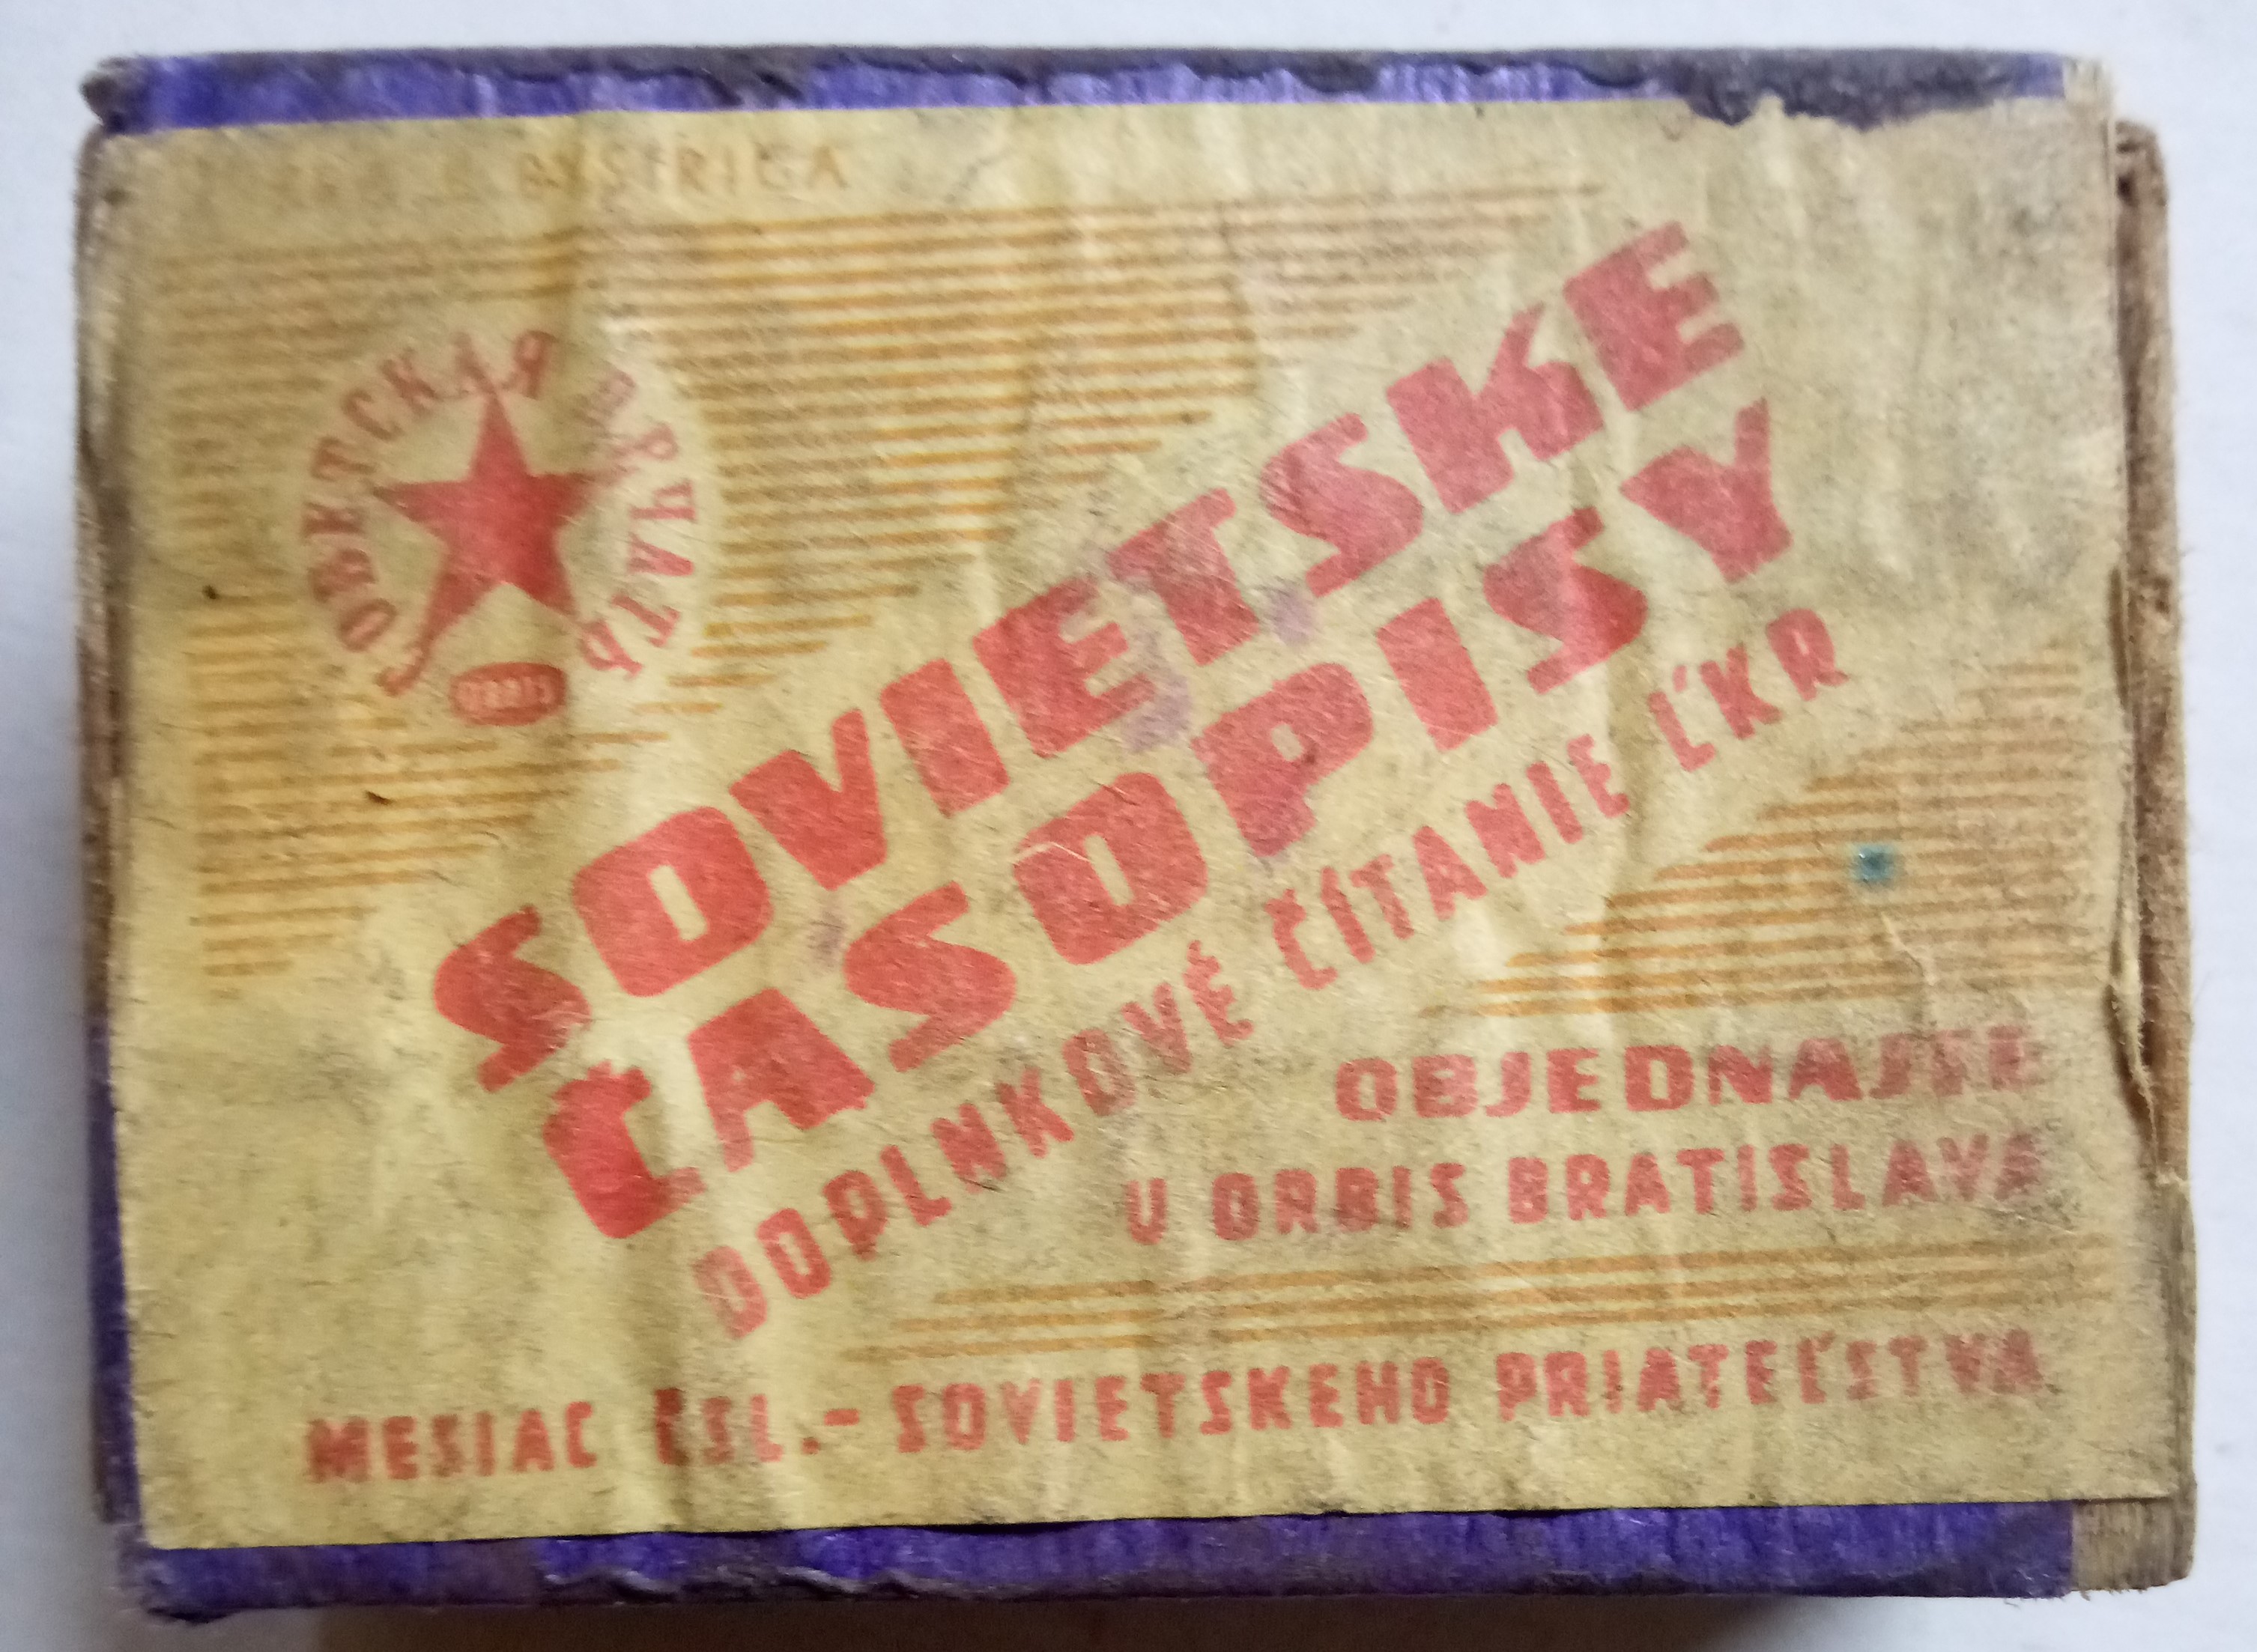 BYSTRICA
СОВЕТСКАЯ ПЕЧАТЬ
ORBIS
SOVIETSKE
ČASOPISY
DOPLNKOVÉ ČÍTANIE ĽKR
OBJEDNAJTE
U ORBIS BRATISLAVA
MESIAC ČSL.- SOVIETSKEHO PRIATEĽSTVA